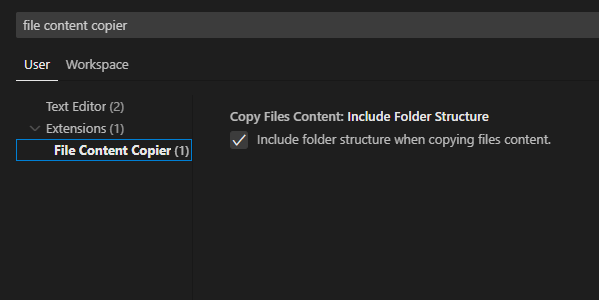 file content copier
User Workspace
Text Editor (2)
Extensions (1)
File Content Copier (1)
Copy Files Content: Include Folder Structure
Include folder structure when copying files content.